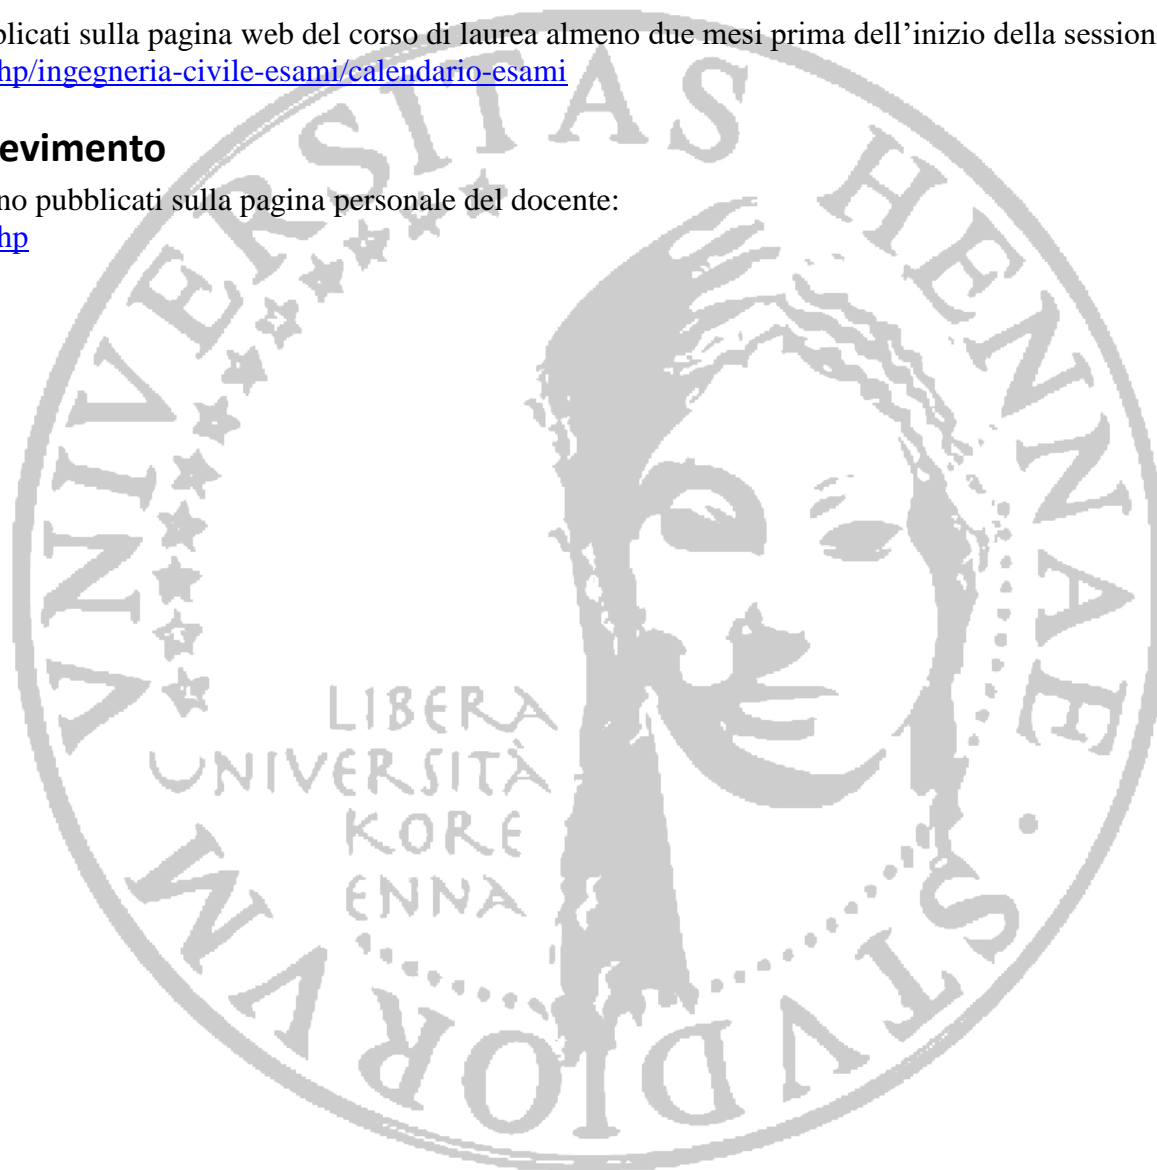 blicati sulla pagina web del corso di laurea almeno due mesi prima dell’inizio della session
hp/ingegneria-civile-esami/calendario-esami
evimento
no pubblicati sulla pagina personale del docente:
hp
VNIVERSITAS HENNAE · STVDIORVM
LIBERA
UNIVERSITÀ
KORE
ENNA